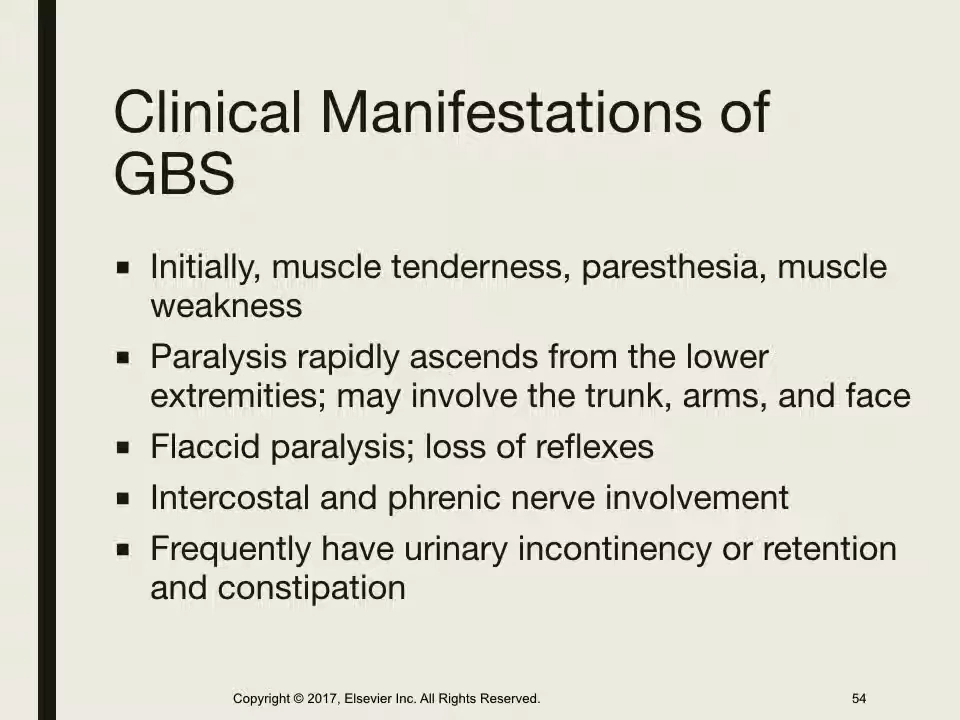 Clinical Manifestations of
GBS
▪ Initially, muscle tenderness, paresthesia, muscle
weakness
▪ Paralysis rapidly ascends from the lower
extremities; may involve the trunk, arms, and face
▪ Flaccid paralysis; loss of reflexes
▪ Intercostal and phrenic nerve involvement
▪ Frequently have urinary incontinency or retention
and constipation
Copyright © 2017, Elsevier Inc. All Rights Reserved.
54